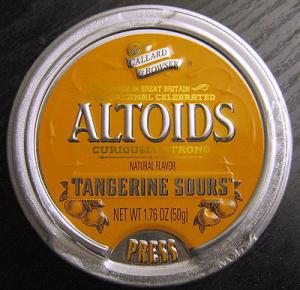 CALLARD
& BOWSER
®
MADE IN GREAT BRITAIN
THE ORIGINAL CELEBRATED
ALTOIDS
CURIOUSLY STRONG
NATURAL FLAVOR
TANGERINE SOURS
NET WT 1.76 OZ (50g)
PRESS